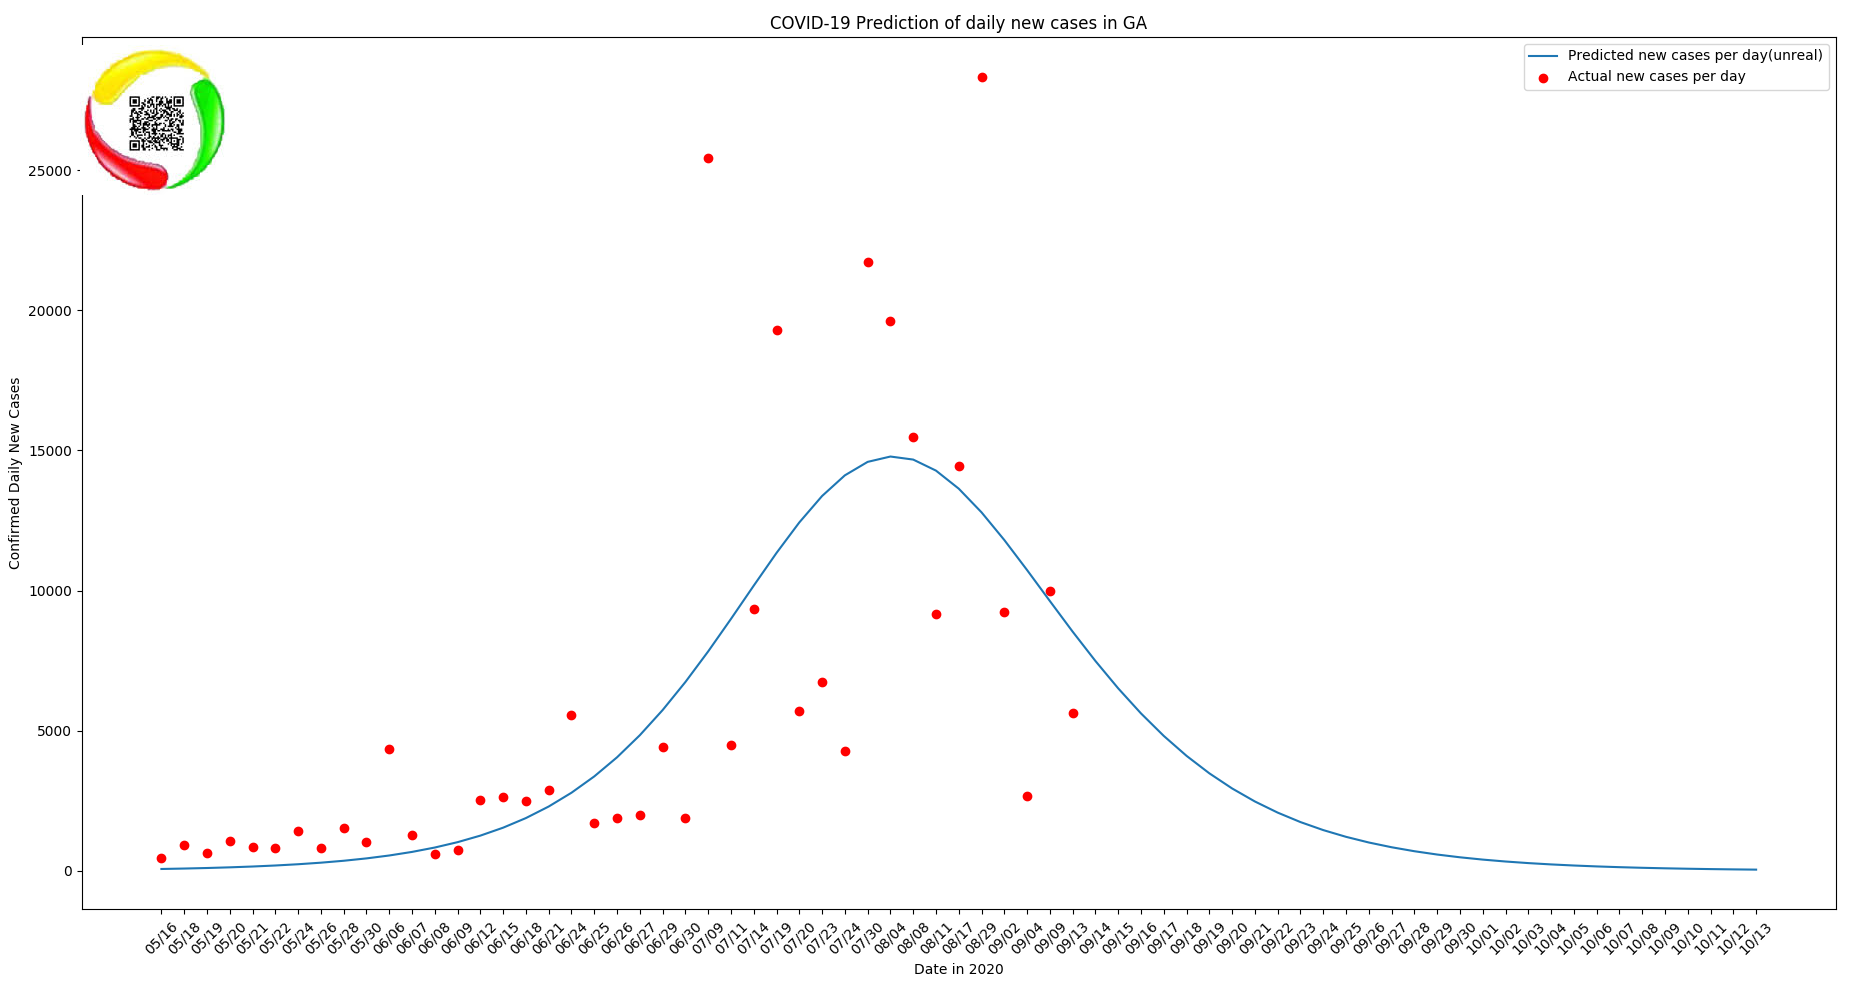 COVID-19 Prediction of daily new cases in GA
Predicted new cases per day(unreal)
Actual new cases per day
25000
20000
15000
10000
5000
0
Confirmed Daily New Cases
05/16 05/18 05/19 05/20 05/21 05/22 05/24 05/26 05/28 05/30 06/06 06/07 06/08 06/09 06/12 06/15 06/18 06/21 06/24 06/25 06/26 06/27 06/29 06/30 07/09 07/11 07/14 07/19 07/20 07/23 07/24 07/30 08/04 08/08 08/11 08/17 08/29 09/02 09/04 09/09 09/13 09/14 09/15 09/16 09/17 09/18 09/19 09/20 09/21 09/22 09/23 09/24 09/25 09/26 09/27 09/28 09/29 09/30 10/01 10/02 10/03 10/04 10/05 10/06 10/07 10/08 10/09 10/10 10/11 10/12 10/13
Date in 2020